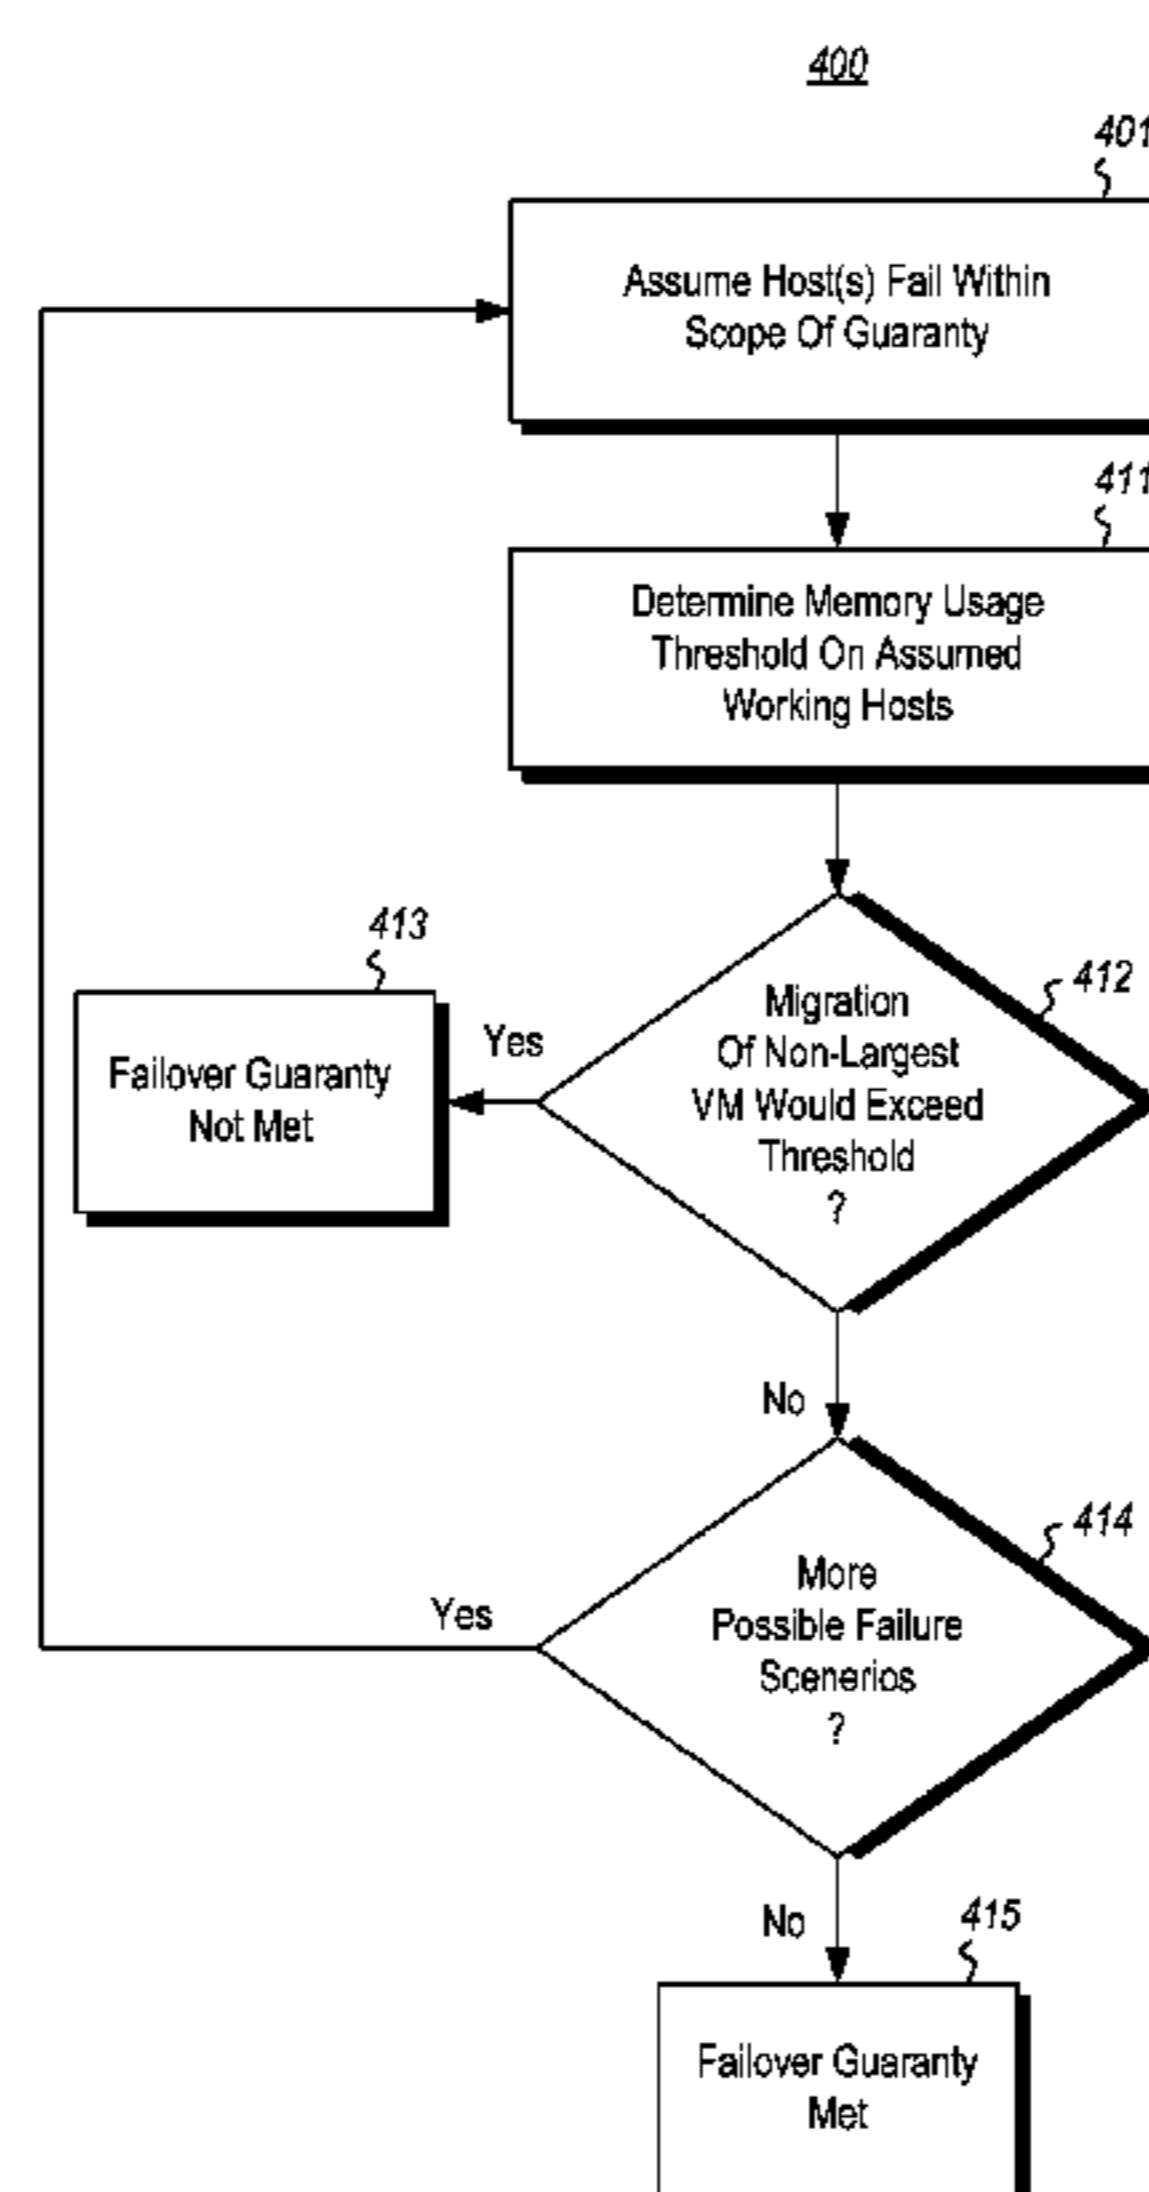 400
401
Assume Host(s) Fail Within
Scope Of Guaranty
411
Determine Memory Usage
Threshold On Assumed
Working Hosts
413
412
Migration
Of Non-Largest
VM Would Exceed
Threshold
?
Yes
Failover Guaranty
Not Met
No
414
More
Possible Failure
Scenerios
?
Yes
No
415
Failover Guaranty
Met